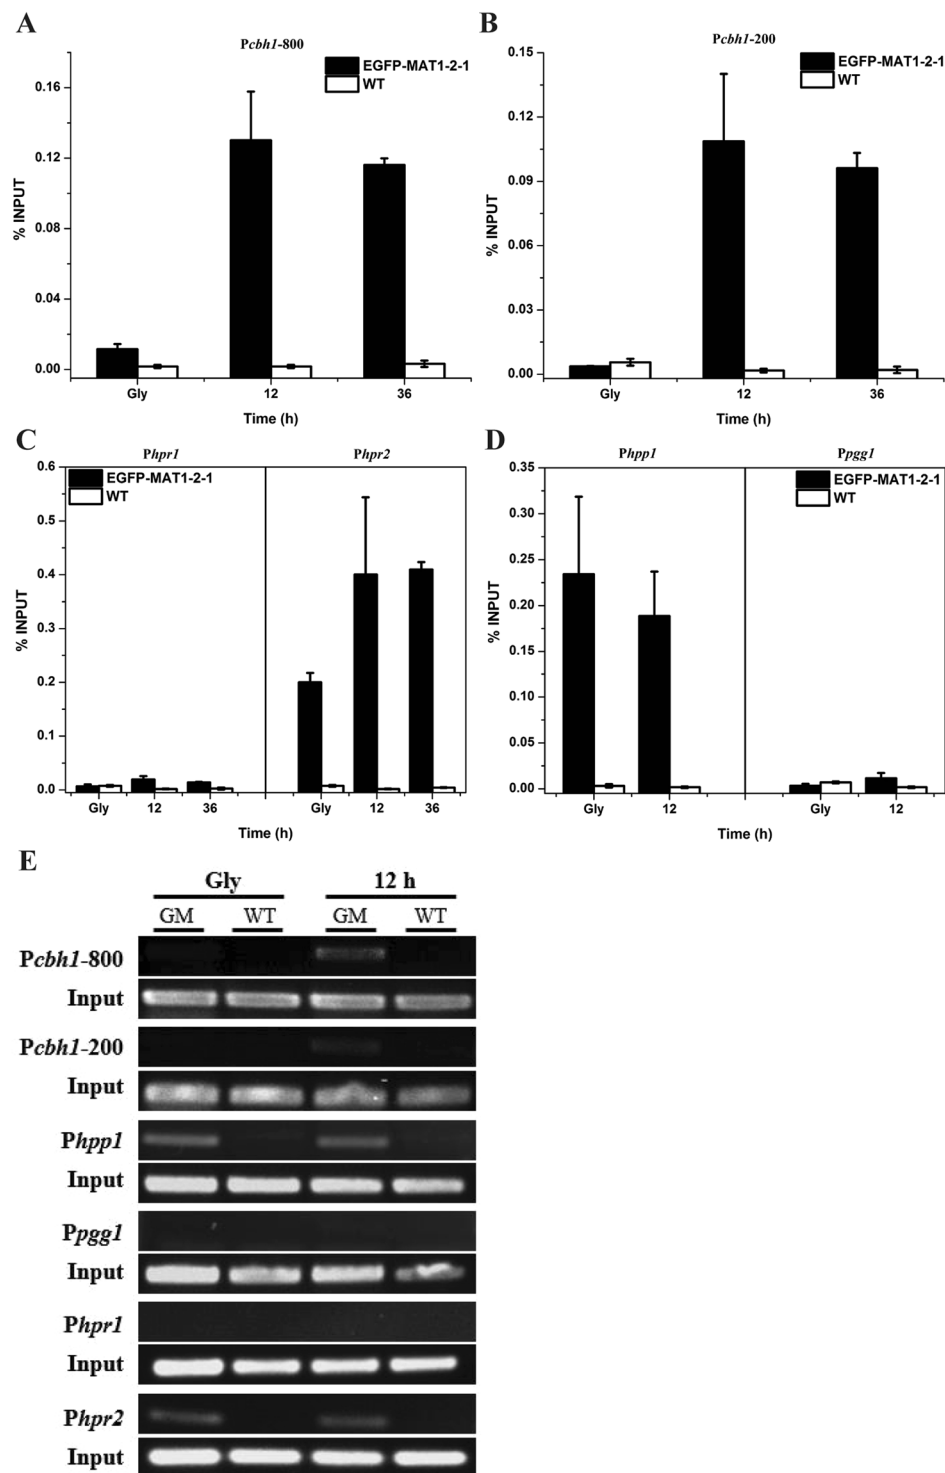 A
Pcbh1-800
EGFP-MAT1-2-1
WT
% INPUT
0.16
0.12
0.08
0.04
0.00
Gly
12
36
Time (h)
B
Pcbh1-200
EGFP-MAT1-2-1
WT
% INPUT
0.15
0.12
0.09
0.06
0.03
0.00
Gly
12
36
Time (h)
C
Phpr1
Phpr2
EGFP-MAT1-2-1
WT
% INPUT
0.6
0.5
0.4
0.3
0.2
0.1
0.0
Gly
12
36
Gly
12
36
Time (h)
D
Phpp1
Ppgg1
EGFP-MAT1-2-1
WT
% INPUT
0.35
0.30
0.25
0.20
0.15
0.10
0.05
0.00
Gly
12
Gly
12
Time (h)
E
Gly 12 h
GM WT GM WT
Pcbh1-800
Input
Pcbh1-200
Input
Phpp1
Input
Ppgg1
Input
Phpr1
Input
Phpr2
Input